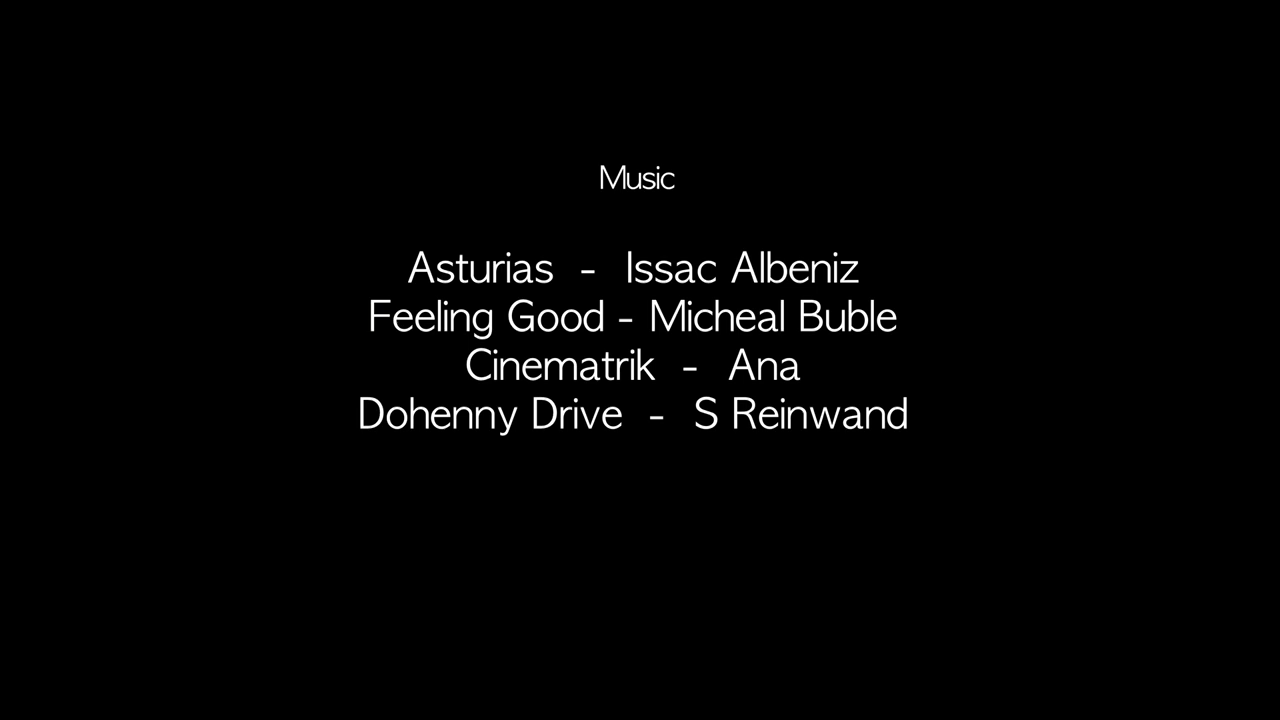 Music
Asturias - Issac Albeniz
Feeling Good - Micheal Buble
Cinematrik - Ana
Dohenny Drive - S Reinwand